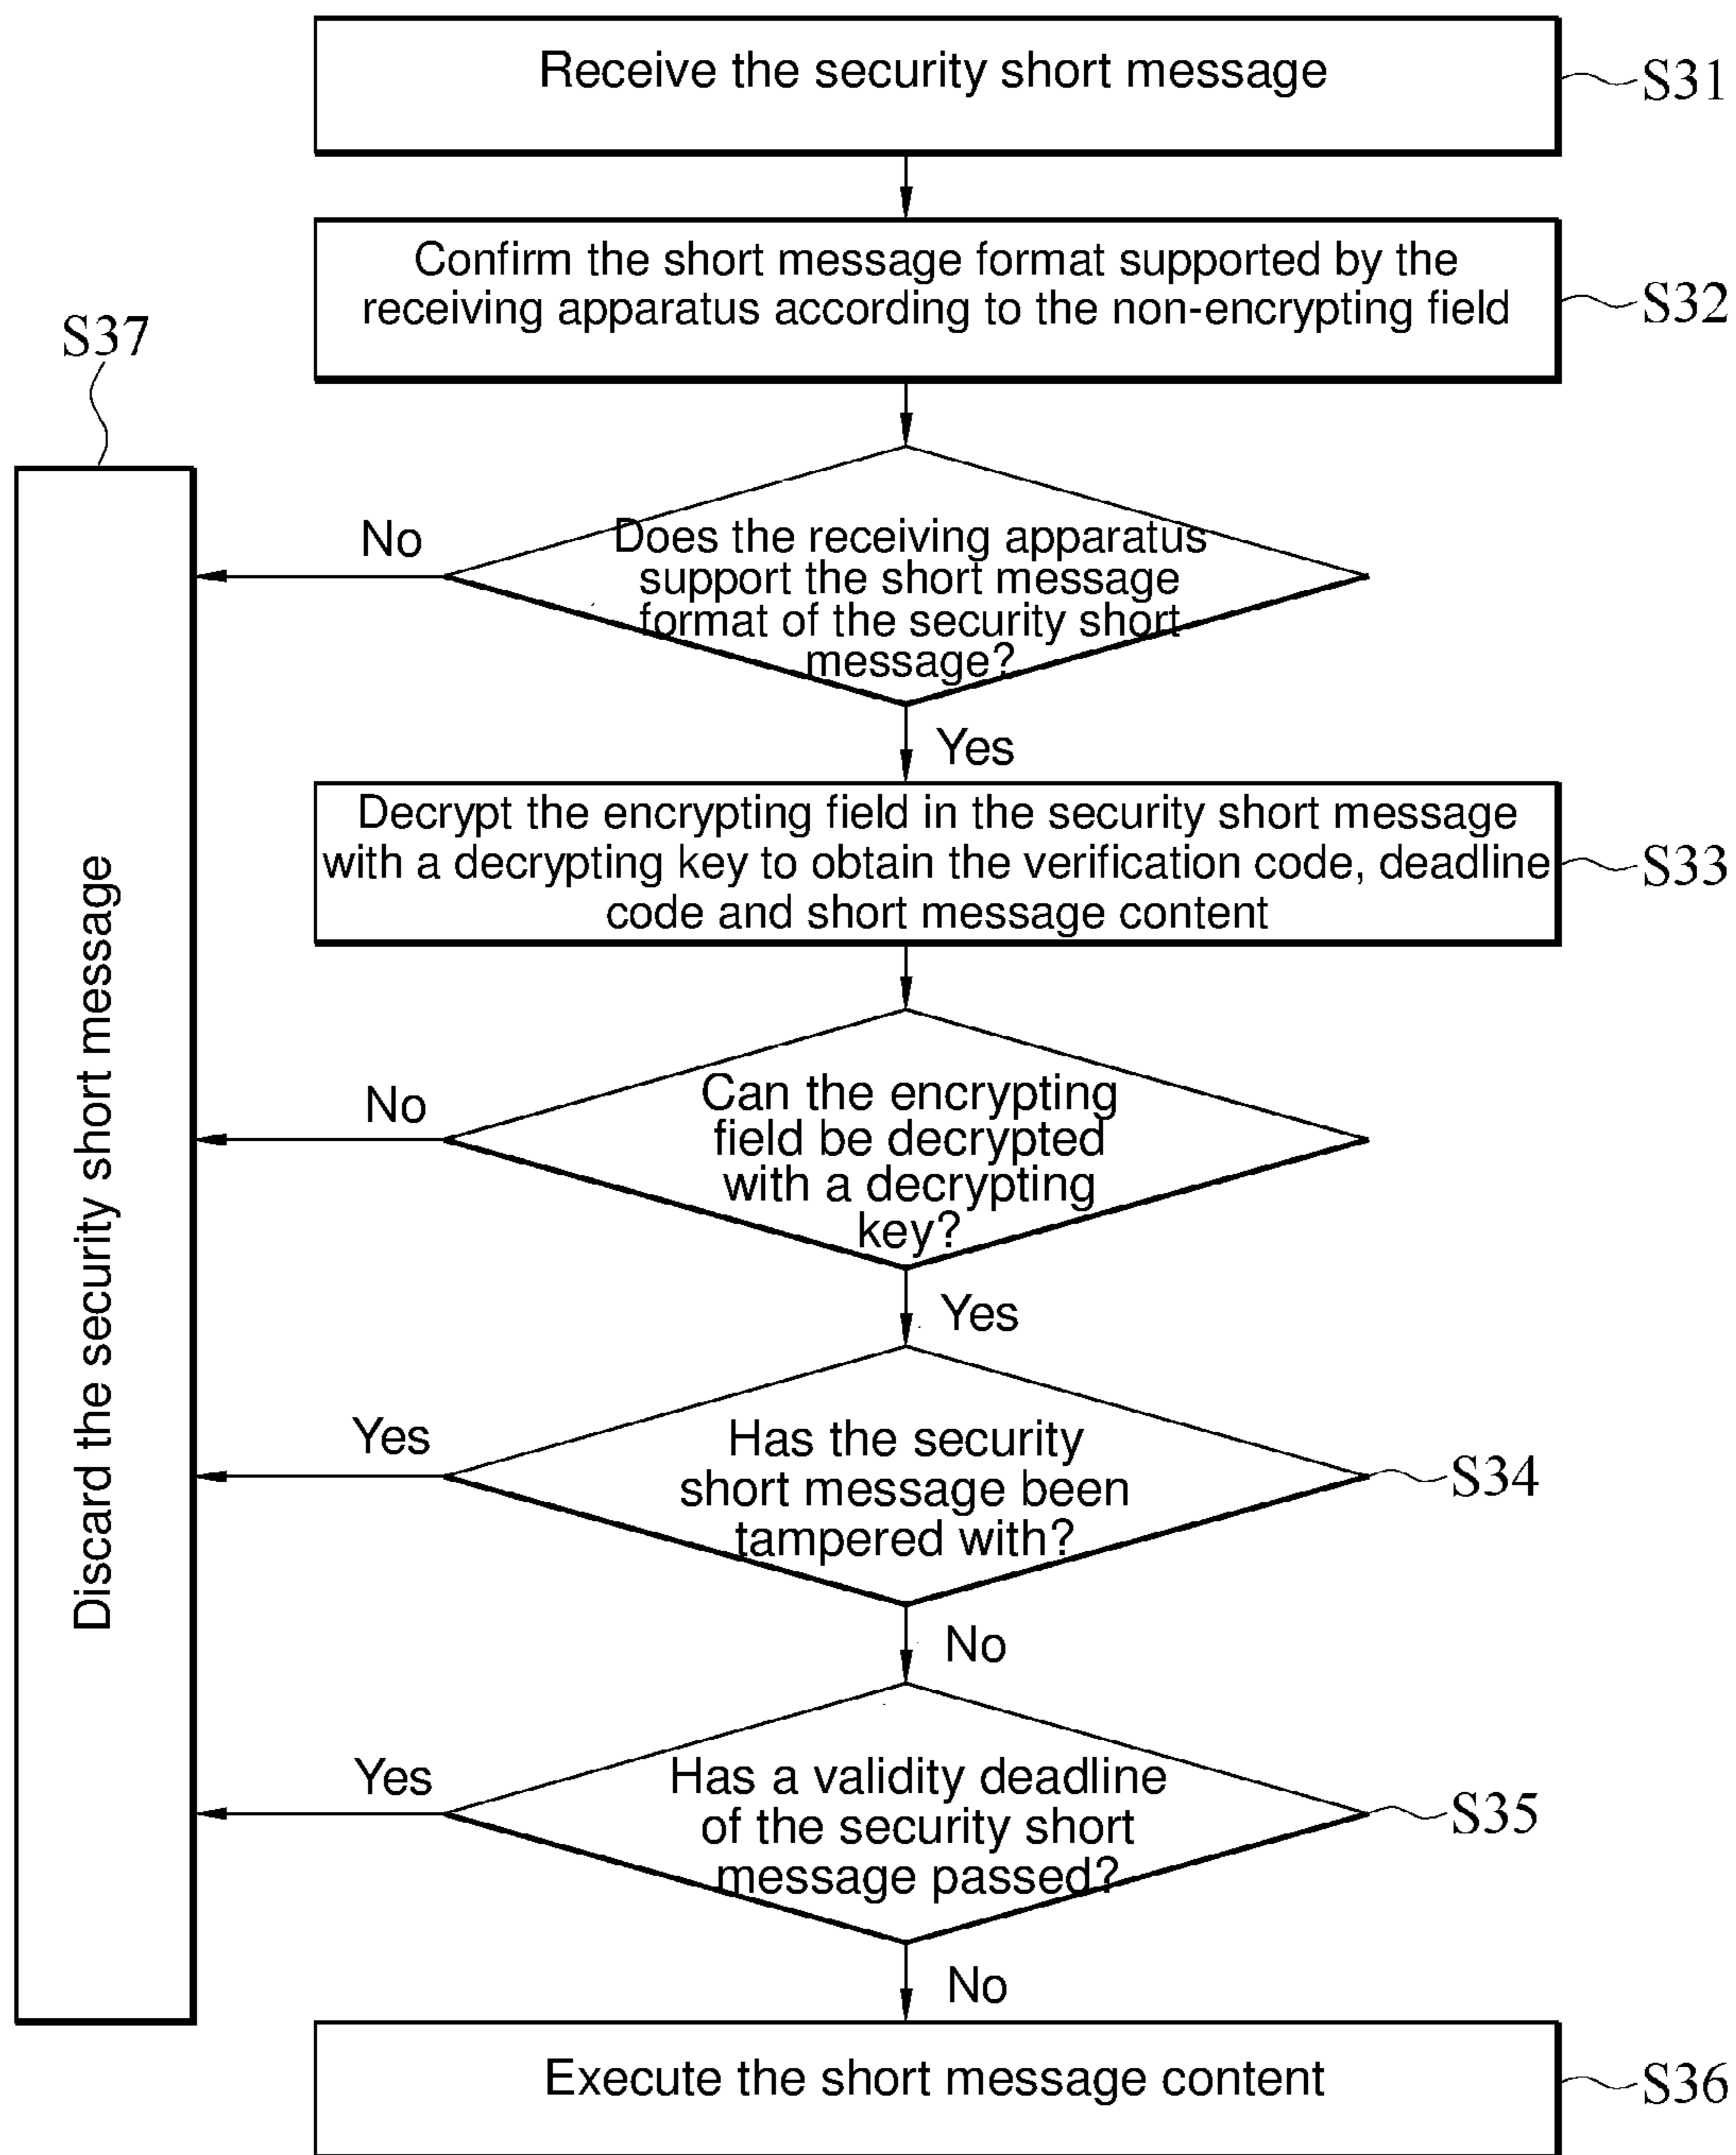 Receive the security short message
S31
Confirm the short message format supported by the
receiving apparatus according to the non-encrypting field
S32
S37
Discard the security short message
Does the receiving apparatus
support the short message
format of the security short
message?
No
Yes
Decrypt the encrypting field in the security short message
with a decrypting key to obtain the verification code, deadline
code and short message content
S33
Can the encrypting
field be decrypted
with a decrypting
key?
No
Yes
Has the security
short message been
tampered with?
S34
Yes
No
Has a validity deadline
of the security short
message passed?
S35
Yes
No
Execute the short message content
S36